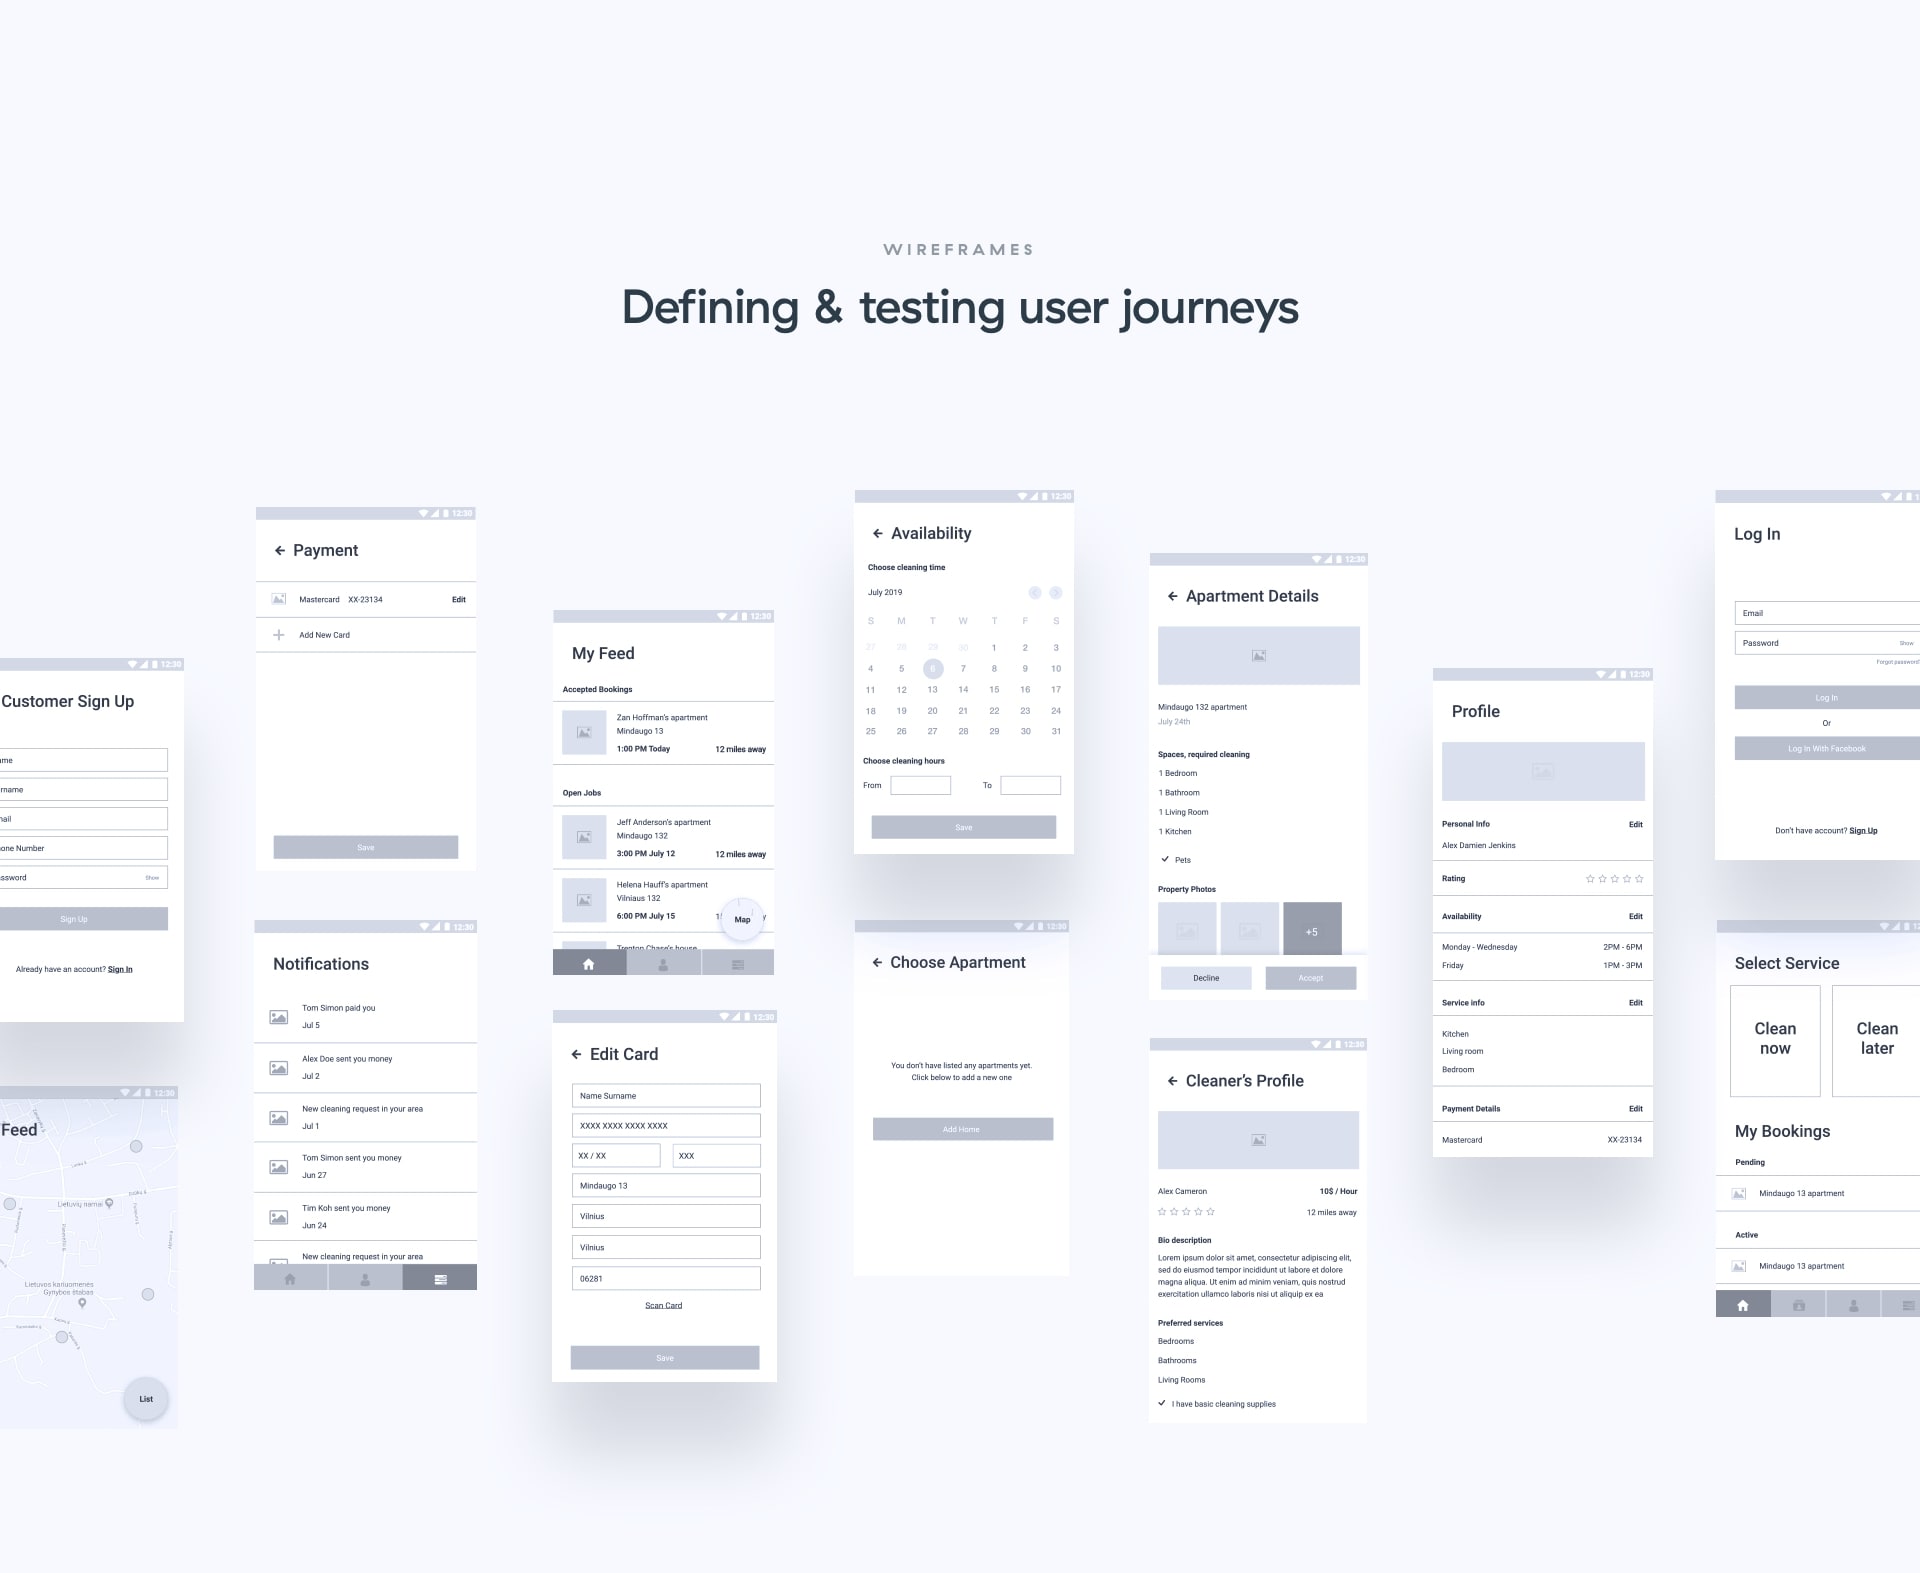 WIREFRAMES
Defining & testing user journeys
12:30
Customer Sign Up
ame
rname
nail
one Number
ssword Show
Sign Up
Already have an account? Sign In
12:30
Feed
Lietuvių namai
Lietuvos kariuomenės
Gynybos štabas
List
12:30
Payment
Mastercard XX-23134 Edit
Add New Card
Save
12:30
Notifications
Tom Simon paid you
Jul 5
Alex Doe sent you money
Jul 2
New cleaning request in your area
Jul 1
Tom Simon sent you money
Jun 27
Tim Koh sent you money
Jun 24
New cleaning request in your area
12:30
My Feed
Accepted Bookings
Zan Hoffman's apartment
Mindaugo 13
1:00 PM Today 12 miles away
Open Jobs
Jeff Anderson's apartment
Mindaugo 132
3:00 PM July 12 12 miles away
Helena Hauff's apartment
Vilniaus 132
6:00 PM July 15
Map
Trenton Chase's house
12:30
Edit Card
Name Surname
XXXX XXXX XXXX XXXX
XX / XX XXX
Mindaugo 13
Vilnius
Vilnius
06281
Scan Card
Save
12:30
Availability
Choose cleaning time
July 2019
S M T W T F S
27 28 29 30 1 2 3
4 5 6 7 8 9 10
11 12 13 14 15 16 17
18 19 20 21 22 23 24
25 26 27 28 29 30 31
Choose cleaning hours
From To
Save
12:30
Choose Apartment
You don't have listed any apartments yet.
Click below to add a new one
Add Home
12:30
Apartment Details
Mindaugo 132 apartment
July 24th
Spaces, required cleaning
1 Bedroom
1 Bathroom
1 Living Room
1 Kitchen
Pets
Property Photos
+5
Decline Accept
12:30
Cleaner's Profile
Alex Cameron 10$ / Hour
12 miles away
Bio description
Lorem ipsum dolor sit amet, consectetur adipiscing elit,
sed do eiusmod tempor incididunt ut labore et dolore
magna aliqua. Ut enim ad minim veniam, quis nostrud
exercitation ullamco laboris nisi ut aliquip ex ea
Preferred services
Bedrooms
Bathrooms
Living Rooms
I have basic cleaning supplies
12:30
Profile
Personal Info Edit
Alex Damien Jenkins
Rating
Availability Edit
Monday - Wednesday 2PM - 6PM
Friday 1PM - 3PM
Service info Edit
Kitchen
Living room
Bedroom
Payment Details Edit
Mastercard XX-23134
Log In
Email
Password Show
Forgot password
Log In
Or
Log In With Facebook
Don't have account? Sign Up
Select Service
Clean now
Clean later
My Bookings
Pending
Mindaugo 13 apartment
Active
Mindaugo 13 apartment